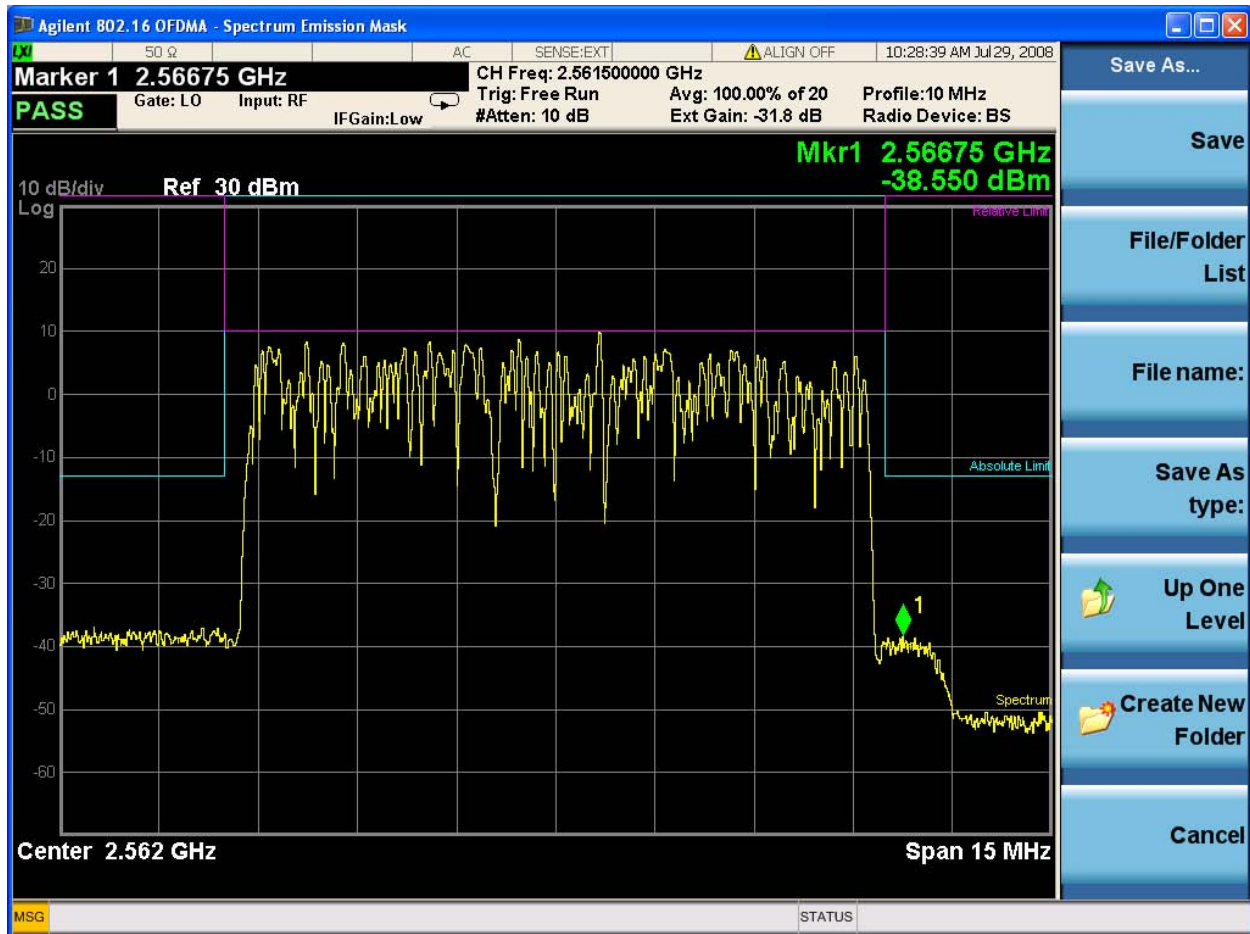 Agilent 802.16 OFDMA - Spectrum Emission Mask
LXI 50 Ω AC SENSE:EXT ALIGN OFF 10:28:39 AM Jul 29, 2008
Marker 1 2.56675 GHz
PASS
Gate: LO Input: RF
IFGain:Low
CH Freq: 2.561500000 GHz
Trig: Free Run Avg: 100.00% of 20 Profile:10 MHz
#Atten: 10 dB Ext Gain: -31.8 dB Radio Device: BS
Mkr1 2.56675 GHz
-38.550 dBm
10 dB/div Ref 30 dBm
Log
Relative Limit
20
10
0
-10
Absolute Limit
-20
-30
1
-40
-50
Spectrum
-60
Center 2.562 GHz Span 15 MHz
MSG STATUS
Save As...
Save
File/Folder
List
File name:
Save As
type:
Up One
Level
Create New
Folder
Cancel